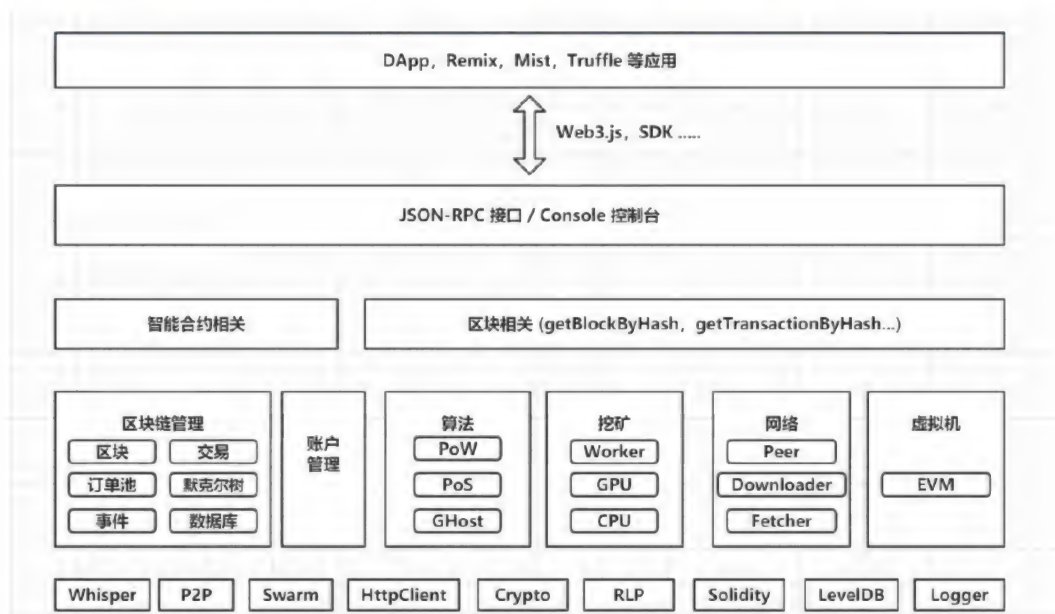 DApp, Remix, Mist, Truffle 等应用
Web3.js, SDK .....
JSON-RPC 接口 / Console 控制台
智能合约相关
区块相关 (getBlockByHash, getTransactionByHash...)
区块链管理
区块
交易
订单池
默克尔树
事件
数据库
账户
管理
算法
PoW
PoS
GHost
挖矿
Worker
GPU
CPU
网络
Peer
Downloader
Fetcher
虚拟机
EVM
Whisper
P2P
Swarm
HttpClient
Crypto
RLP
Solidity
LevelDB
Logger